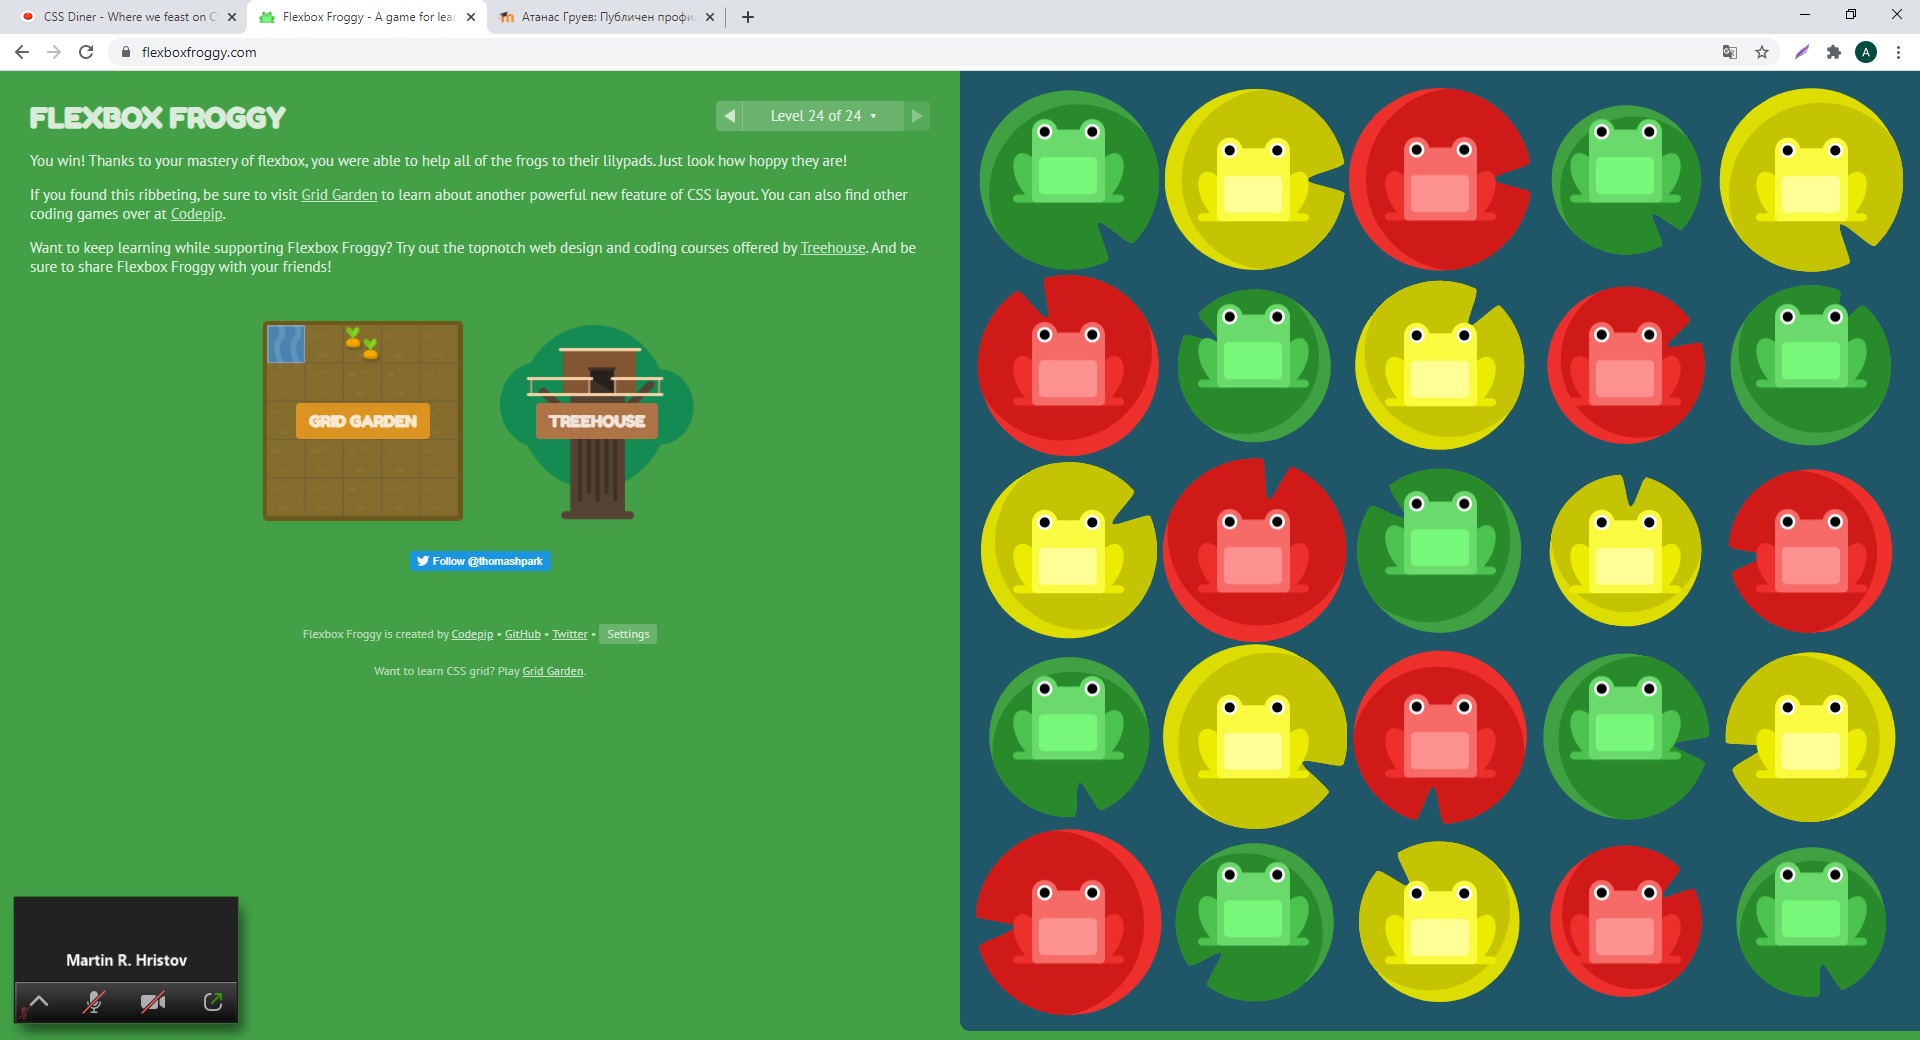 CSS Diner - Where we feast on C
Flexbox Froggy - A game for lear
Атанас Груев: Публичен профи
flexboxfroggy.com
A
FLEXBOX FROGGY
Level 24 of 24
You win! Thanks to your mastery of flexbox, you were able to help all of the frogs to their lilypads. Just look how hoppy they are!
If you found this ribbeting, be sure to visit Grid Garden to learn about another powerful new feature of CSS layout. You can also find other
coding games over at Codepip.
Want to keep learning while supporting Flexbox Froggy? Try out the topnotch web design and coding courses offered by Treehouse. And be
sure to share Flexbox Froggy with your friends!
GRID GARDEN
TREEHOUSE
Follow @thomashpark
Flexbox Froggy is created by Codepip • GitHub • Twitter • Settings
Want to learn CSS grid? Play Grid Garden.
Martin R. Hristov